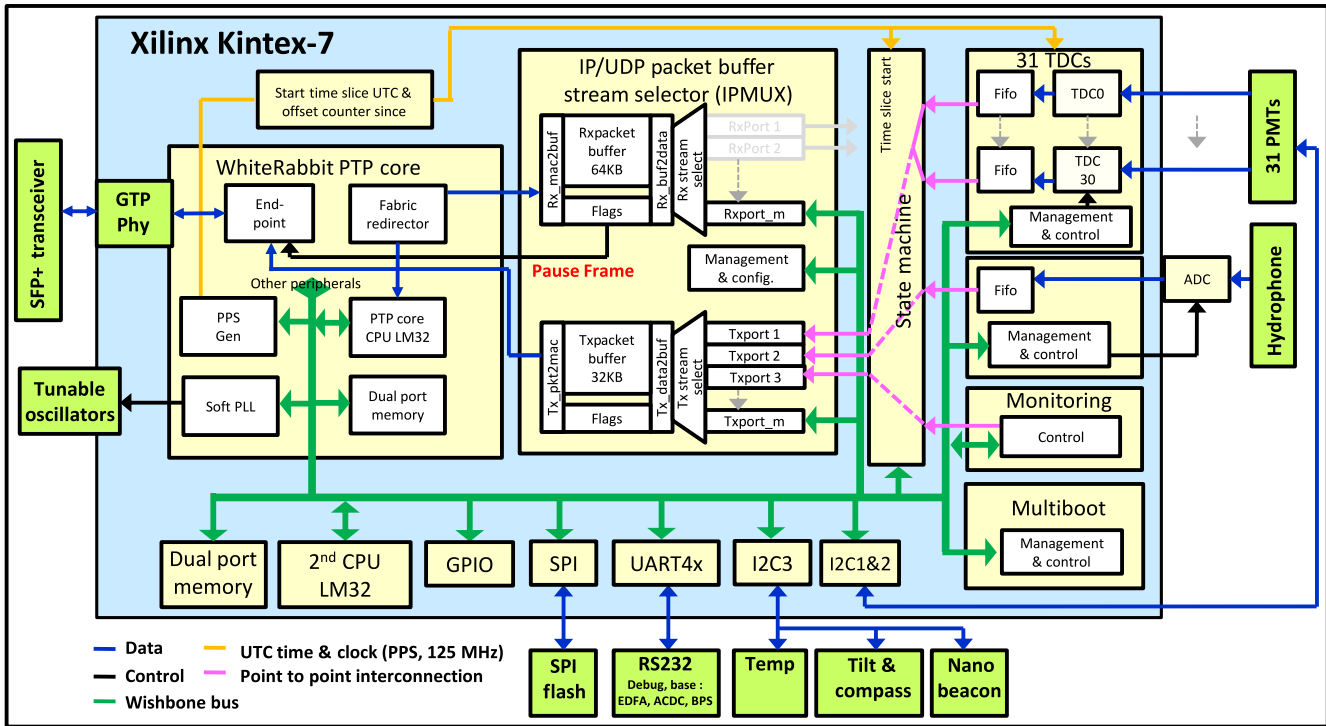 Xilinx Kintex-7
Start time slice UTC &
offset counter since
IP/UDP packet buffer
stream selector (IPMUX)
Rx_mac2buf
Rxpacket
buffer
64KB
Flags
Rx_buf2data
Rx stream
select
RxPort 1
RxPort 2
Rxport_m
Management
& config.
Pause Frame
Tx_pkt2mac
Txpacket
buffer
32KB
Flags
Tx_data2buf
Tx stream
select
Txport 1
Txport 2
Txport 3
Txport_m
Time slice start
State machine
31 TDCs
Fifo
TDC0
Fifo
TDC
30
Management
& control
31 PMTs
Fifo
Management
& control
ADC
Hydrophone
Monitoring
Control
Multiboot
Management
& control
SFP+ transceiver
GTP
Phy
WhiteRabbit PTP core
End-
point
Fabric
redirector
Other peripherals
PPS
Gen
PTP core
CPU LM32
Soft PLL
Dual port
memory
Tunable
oscillators
Dual port
memory
2nd CPU
LM32
GPIO
SPI
UART4x
I2C3
I2C1&2
SPI
flash
RS232
Debug, base :
EDFA, ACDC, BPS
Temp
Tilt &
compass
Nano
beacon
Data
Control
Wishbone bus
UTC time & clock (PPS, 125 MHz)
Point to point interconnection